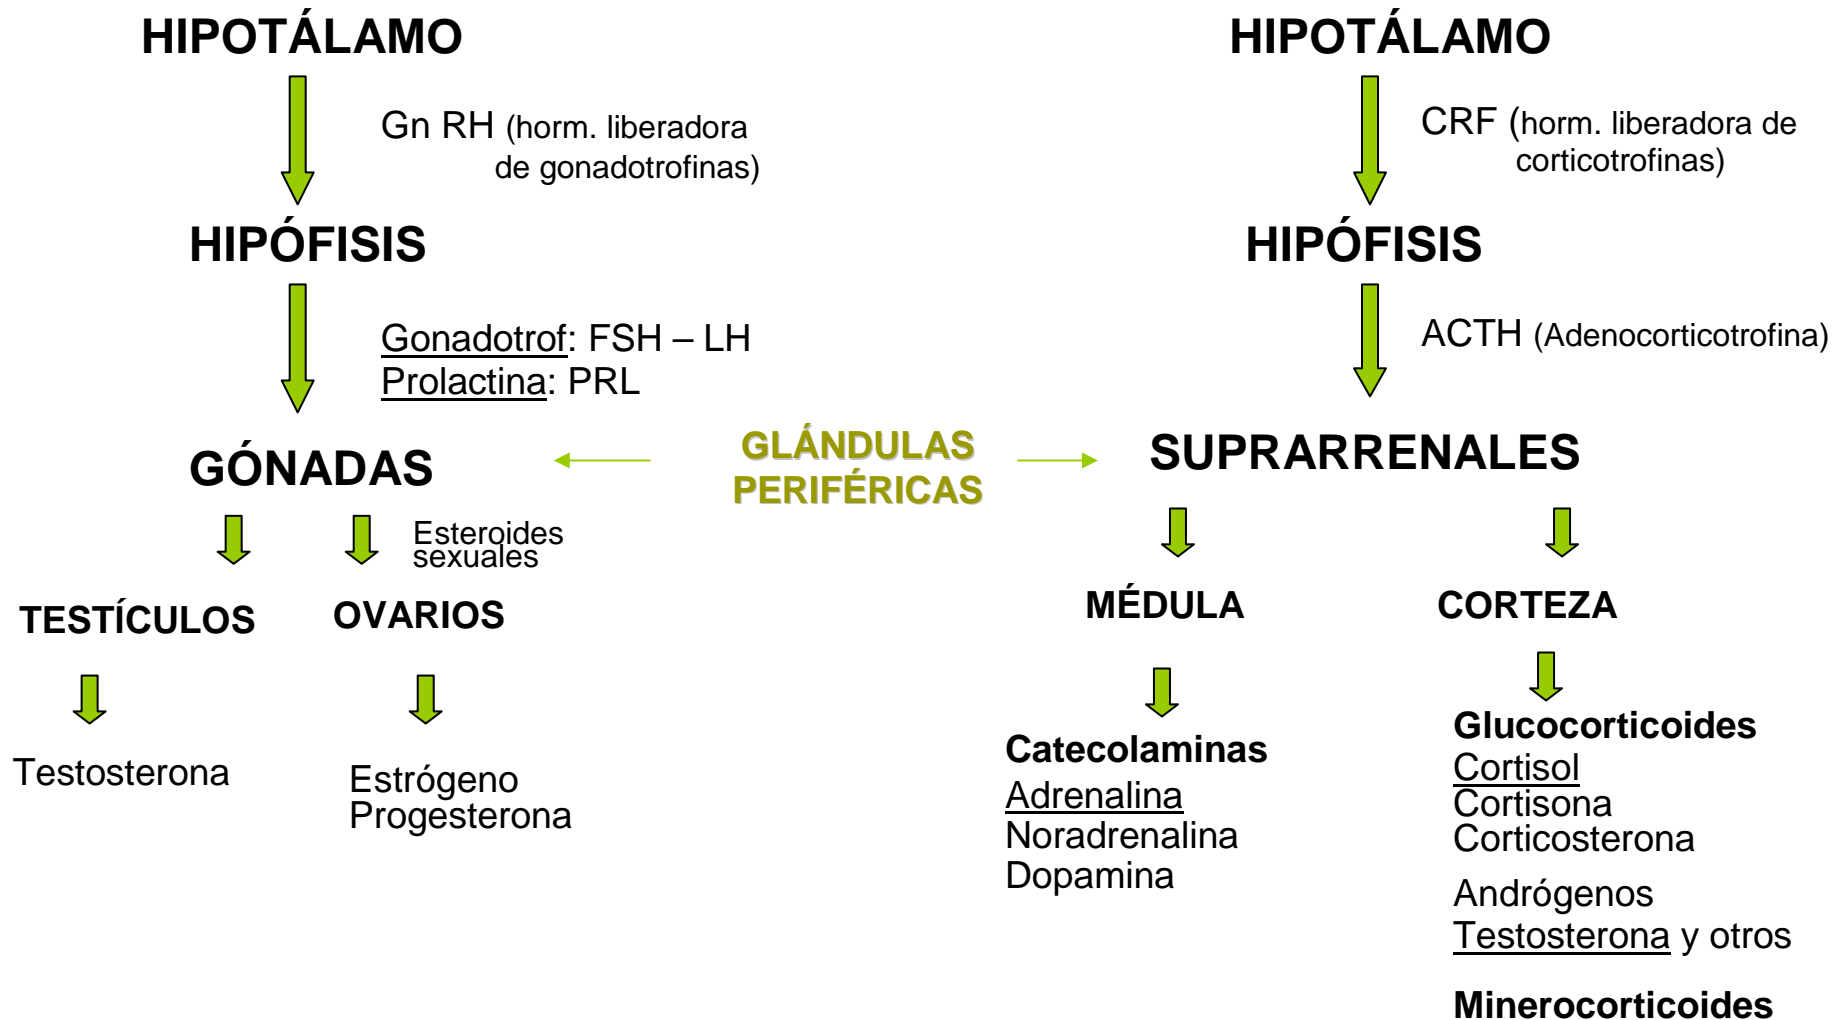 HIPOTÁLAMO
Gn RH (horm. liberadora
de gonadotrofinas)
HIPÓFISIS
Gonadotrof: FSH – LH
Prolactina: PRL
GÓNADAS
Esteroides
sexuales
TESTÍCULOS
OVARIOS
Testosterona
Estrógeno
Progesterona
GLÁNDULAS
PERIFÉRICAS
HIPOTÁLAMO
CRF (horm. liberadora de
corticotrofinas)
HIPÓFISIS
ACTH (Adenocorticotrofina)
SUPRARRENALES
MÉDULA
CORTEZA
Catecolaminas
Adrenalina
Noradrenalina
Dopamina
Glucocorticoides
Cortisol
Cortisona
Corticosterona
Andrógenos
Testosterona y otros
Minerocorticoides